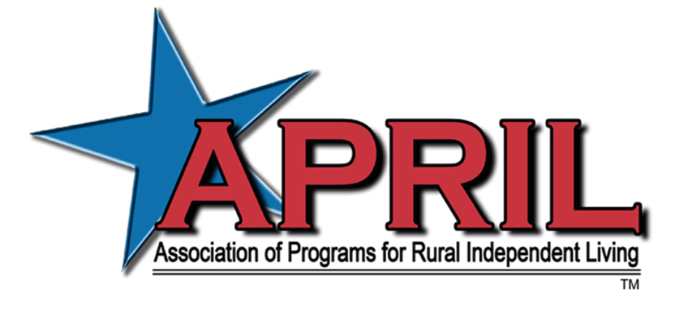 APRIL
Association of Programs for Rural Independent Living
TM